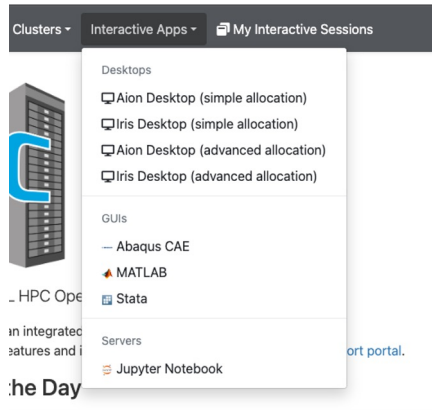 Clusters Interactive Apps My Interactive Sessions
Desktops
Aion Desktop (simple allocation)
Iris Desktop (simple allocation)
Aion Desktop (advanced allocation)
Iris Desktop (advanced allocation)
GUIs
Abaqus CAE
MATLAB
Stata
HPC Ope
an integrated
eatures and i
ort portal.
Servers
Jupyter Notebook
the Day